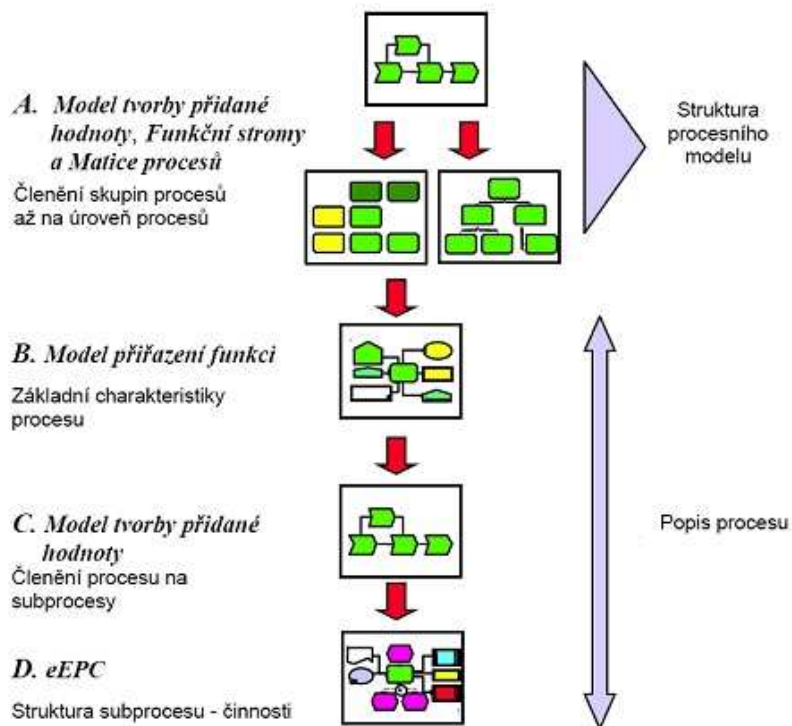 A. Model tvorby přidané
hodnoty, Funkční stromy
a Matice procesů
Členění skupin procesů
až na úroveň procesů
Struktura
procesního
modelu
B. Model přiřazení funkci
Základní charakteristiky
procesu
C. Model tvorby přidané
hodnoty
Členění procesu na
subprocesy
Popis procesu
D. eEPC
Struktura subprocesu - činnosti